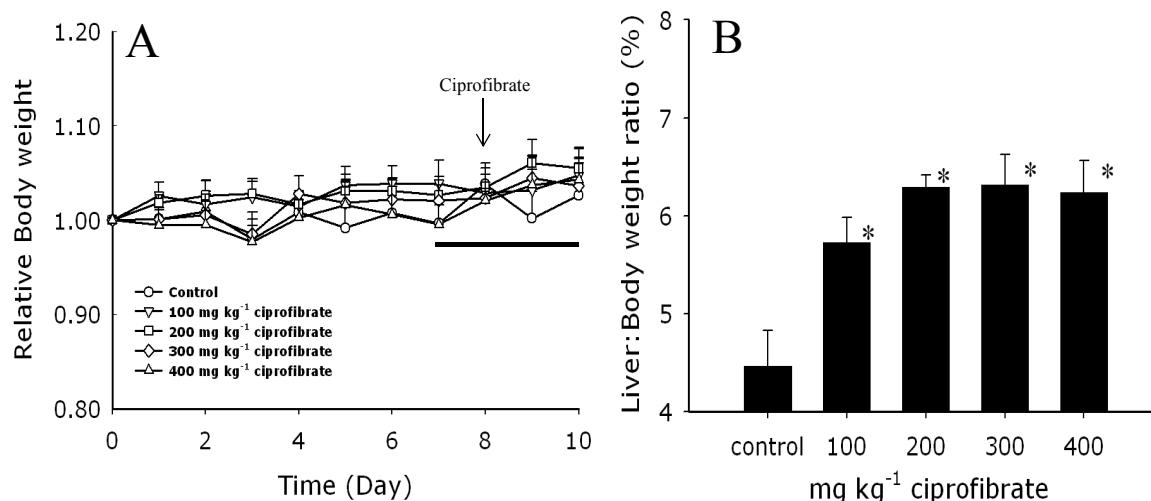 A
Relative Body weight
1.20
1.10
1.00
0.90
0.80
Ciprofibrate
Control
100 mg kg⁻¹ ciprofibrate
200 mg kg⁻¹ ciprofibrate
300 mg kg⁻¹ ciprofibrate
400 mg kg⁻¹ ciprofibrate
0 2 4 6 8 10
Time (Day)
B
Liver:Body weight ratio (%)
8
7
6
5
4
* * * *
control 100 200 300 400
mg kg⁻¹ ciprofibrate